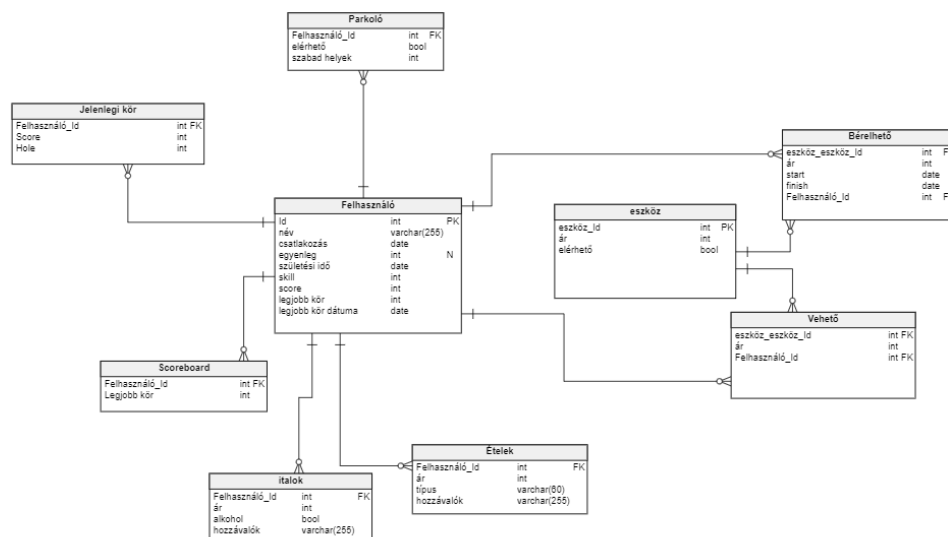 Parkoló
Felhasználó_Id int FK
elérhető bool
szabad helyek int
Jelenlegi kör
Felhasználó_Id int FK
Score int
Hole int
Bérelhető
eszköz_eszköz_Id int F
ár int
start date
finish date
Felhasználó_Id int F
Felhasználó
Id int PK
név varchar(255)
csatlakozás date
egyenleg int N
születési idő date
skill int
score int
legjobb kör int
legjobb kör dátuma date
eszköz
eszköz_Id int PK
ár int
elérhető bool
Vehető
eszköz_eszköz_Id int FK
ár int
Felhasználó_Id int FK
Scoreboard
Felhasználó_Id int FK
Legjobb kör int
Ételek
Felhasználó_Id int FK
ár int
típus varchar(60)
hozzávalók varchar(255)
italok
Felhasználó_Id int FK
ár int
alkohol bool
hozzávalók varchar(255)